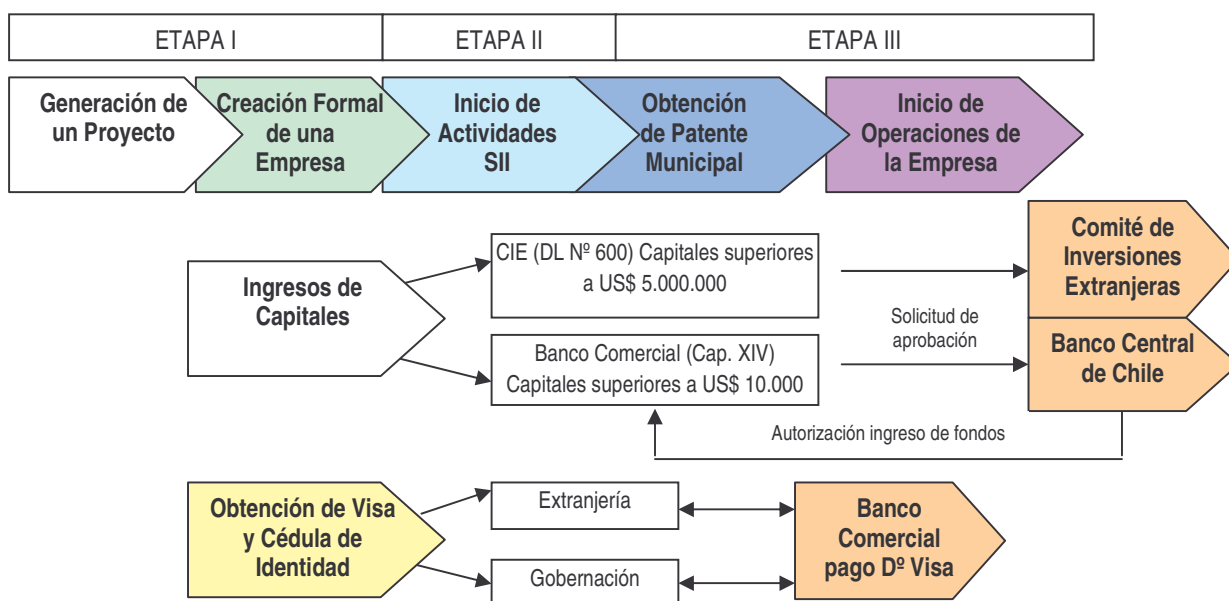 ETAPA I
ETAPA II
ETAPA III
Generación de
un Proyecto
Creación Formal
de una
Empresa
Inicio de
Actividades
SII
Obtención
de Patente
Municipal
Inicio de
Operaciones de
la Empresa
Ingresos de
Capitales
CIE (DL Nº 600) Capitales superiores
a US$ 5.000.000
Banco Comercial (Cap. XIV)
Capitales superiores a US$ 10.000
Solicitud de
aprobación
Comité de
Inversiones
Extranjeras
Banco Central
de Chile
Autorización ingreso de fondos
Obtención de Visa
y Cédula de
Identidad
Extranjería
Gobernación
Banco
Comercial
pago Dº Visa